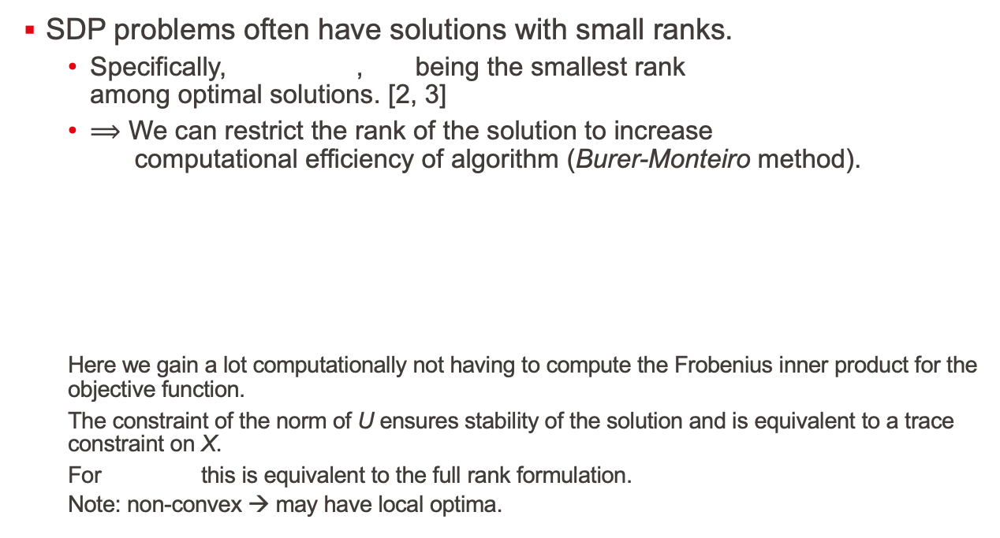 ▪ SDP problems often have solutions with small ranks.
• Specifically, , being the smallest rank
among optimal solutions. [2, 3]
• ⟹ We can restrict the rank of the solution to increase
computational efficiency of algorithm (Burer-Monteiro method).
Here we gain a lot computationally not having to compute the Frobenius inner product for the
objective function.
The constraint of the norm of U ensures stability of the solution and is equivalent to a trace
constraint on X.
For this is equivalent to the full rank formulation.
Note: non-convex → may have local optima.